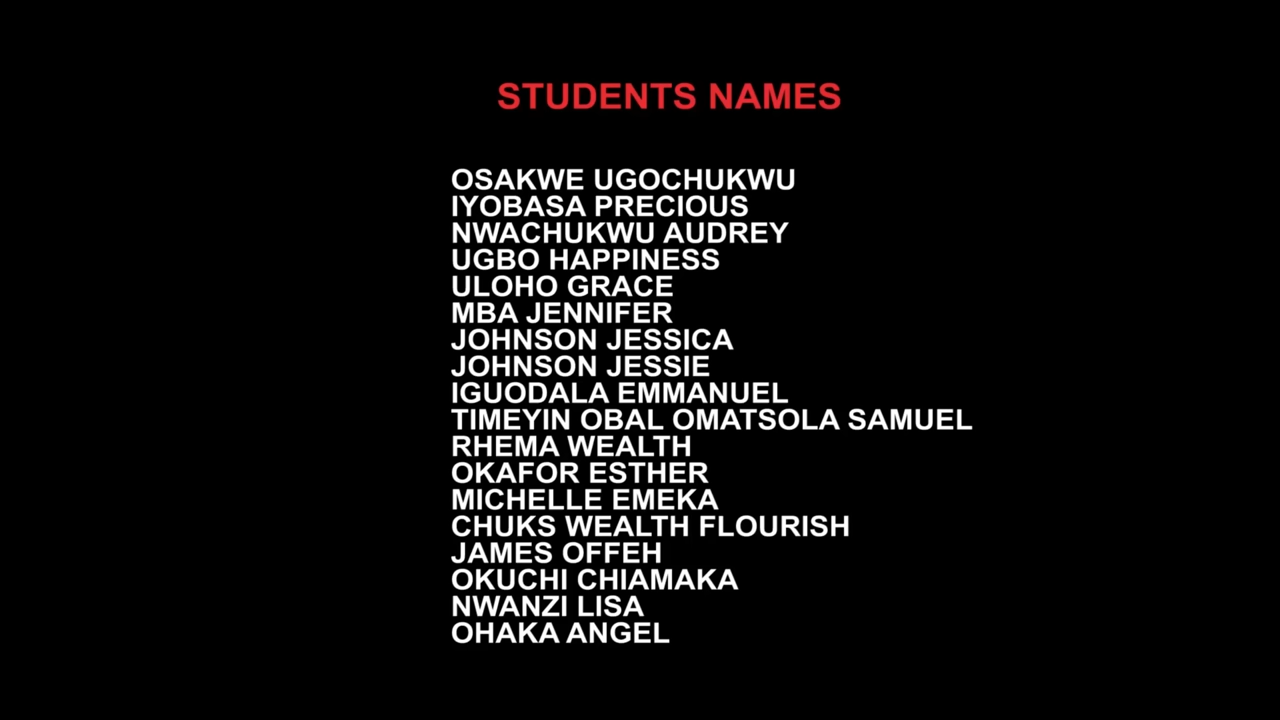 STUDENTS NAMES
OSAKWE UGOCHUKWU
IYOBASA PRECIOUS
NWACHUKWU AUDREY
UGBO HAPPINESS
ULOHO GRACE
MBA JENNIFER
JOHNSON JESSICA
JOHNSON JESSIE
IGUODALA EMMANUEL
TIMEYIN OBAL OMATSOLA SAMUEL
RHEMA WEALTH
OKAFOR ESTHER
MICHELLE EMEKA
CHUKS WEALTH FLOURISH
JAMES OFFEH
OKUCHI CHIAMAKA
NWANZI LISA
OHAKA ANGEL